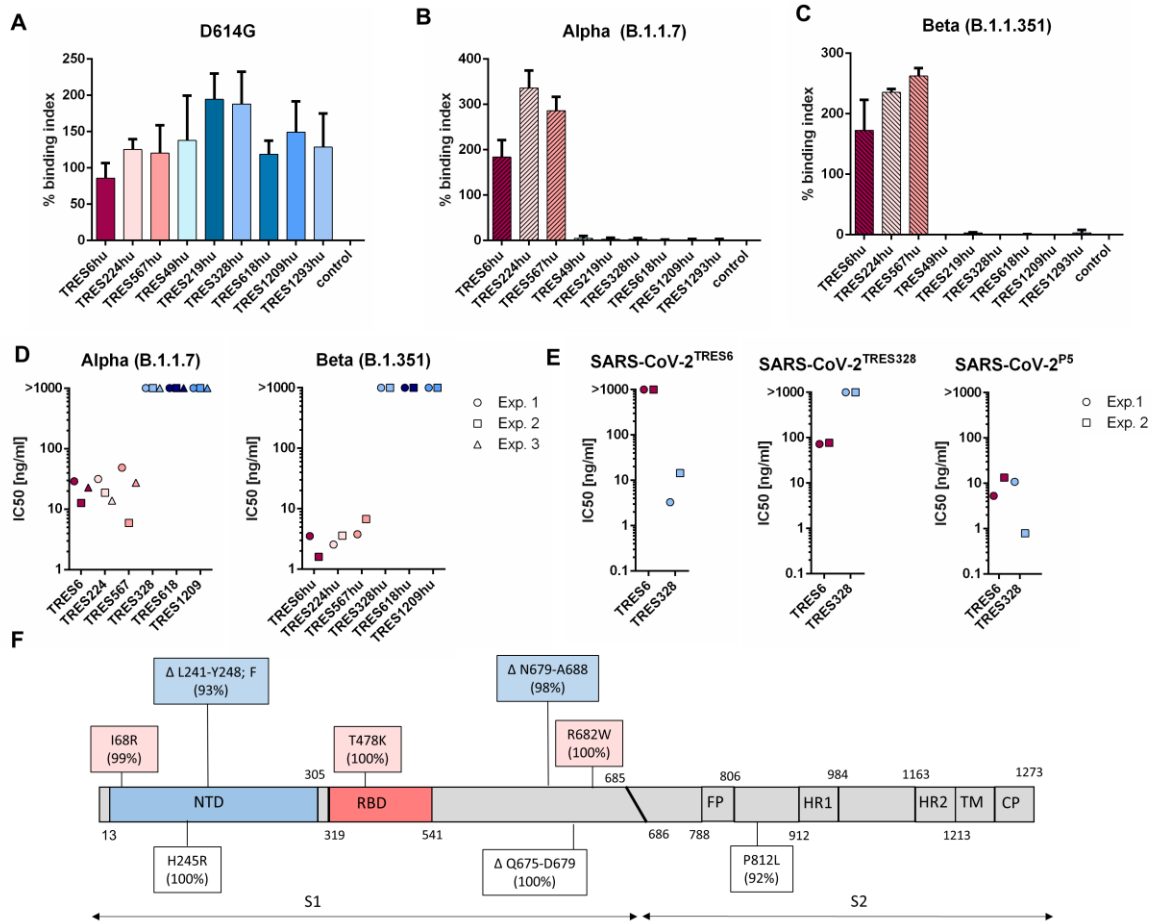 A
D614G
% binding index
250
200
150
100
50
0
TRES6hu
TRES224hu
TRES567hu
TRES49hu
TRES219hu
TRES328hu
TRES618hu
TRES1209hu
TRES1293hu
control
B
Alpha (B.1.1.7)
% binding index
400
300
200
100
0
TRES6hu
TRES224hu
TRES567hu
TRES49hu
TRES219hu
TRES328hu
TRES618hu
TRES1209hu
TRES1293hu
control
C
Beta (B.1.1.351)
% binding index
300
200
100
0
TRES6hu
TRES224hu
TRES567hu
TRES49hu
TRES219hu
TRES328hu
TRES618hu
TRES1209hu
TRES1293hu
control
D
Alpha (B.1.1.7)
IC50 [ng/ml]
>1000
100
10
1
TRES6
TRES224
TRES567
TRES328
TRES618
TRES1209
Beta (B.1.351)
IC50 [ng/ml]
>1000
100
10
1
TRES6hu
TRES224hu
TRES567hu
TRES328hu
TRES618hu
TRES1209hu
Exp. 1
Exp. 2
Exp. 3
E
SARS-CoV-2TRES6
IC50 [ng/ml]
>1000
100
10
1
0.1
TRES6
TRES328
SARS-CoV-2TRES328
IC50 [ng/ml]
>1000
100
10
1
0.1
TRES6
TRES328
SARS-CoV-2P5
IC50 [ng/ml]
>1000
100
10
1
0.1
TRES6
TRES328
Exp.1
Exp. 2
F
Δ L241-Y248; F
(93%)
Δ N679-A688
(98%)
I68R
(99%)
T478K
(100%)
R682W
(100%)
305
685
806
984
1163
1273
NTD
RBD
FP
HR1
HR2
TM
CP
13
319
541
686
788
912
1213
H245R
(100%)
Δ Q675-D679
(100%)
P812L
(92%)
S1
S2